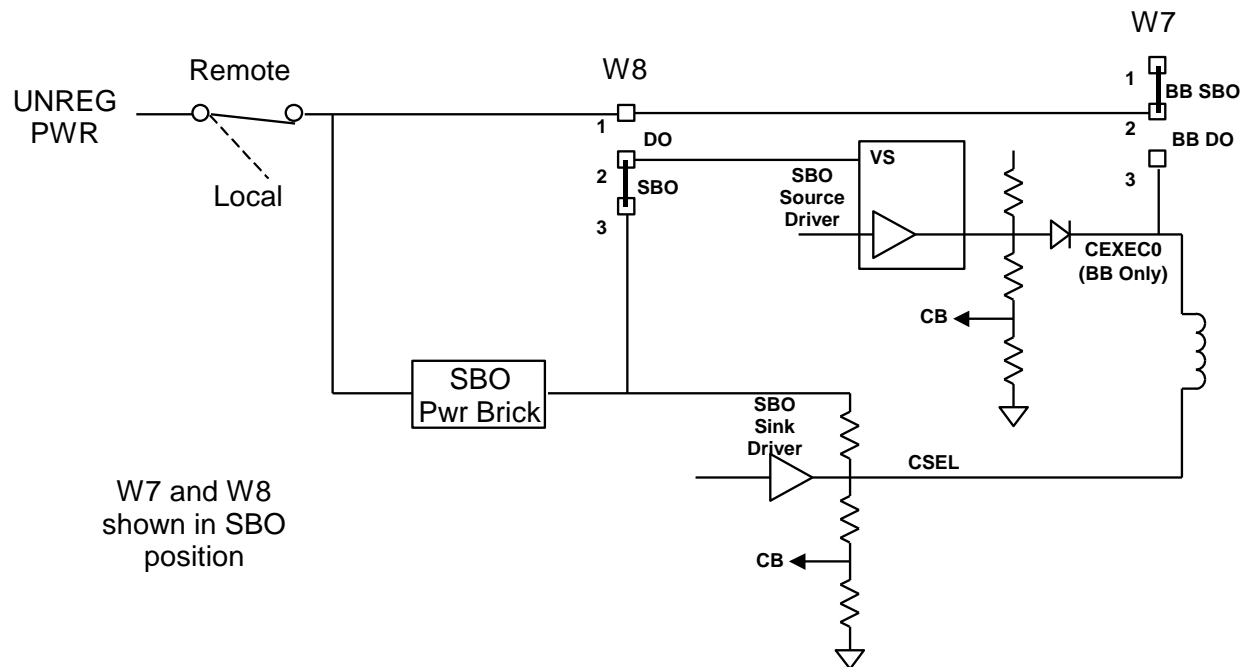 W7
Remote
W8
UNREG
PWR
1
BB SBO
1
2
DO
BB DO
2
SBO
3
VS
3
SBO
Source
Driver
Local
CEXEC0
(BB Only)
CB
SBO
Pwr Brick
SBO
Sink
Driver
CSEL
W7 and W8
shown in SBO
position
CB